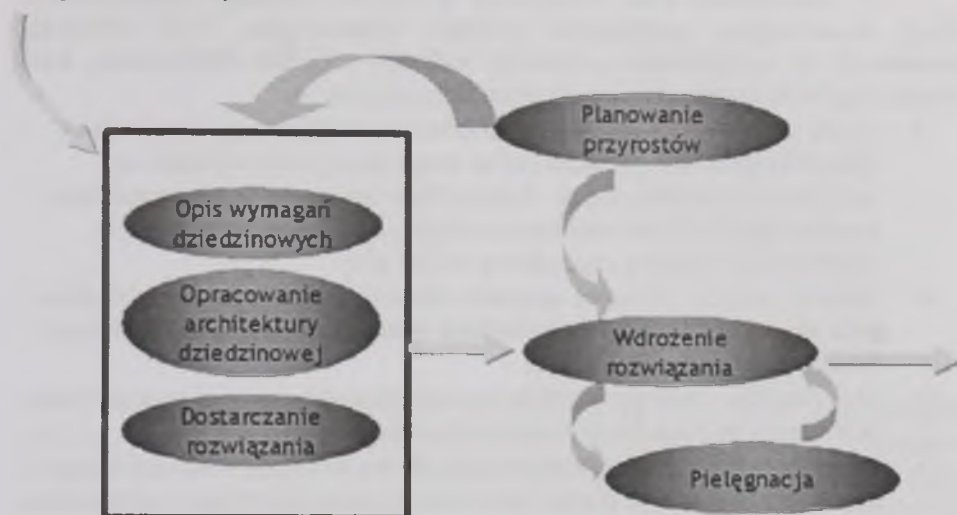 Planowanie
przyrostów
Opis wymagań
dziedzinowych
Opracowanie
architektury
dziedzinowej
Dostarczanie
rozwiązania
Wdrożenie
rozwiązania
Pielęgnacja